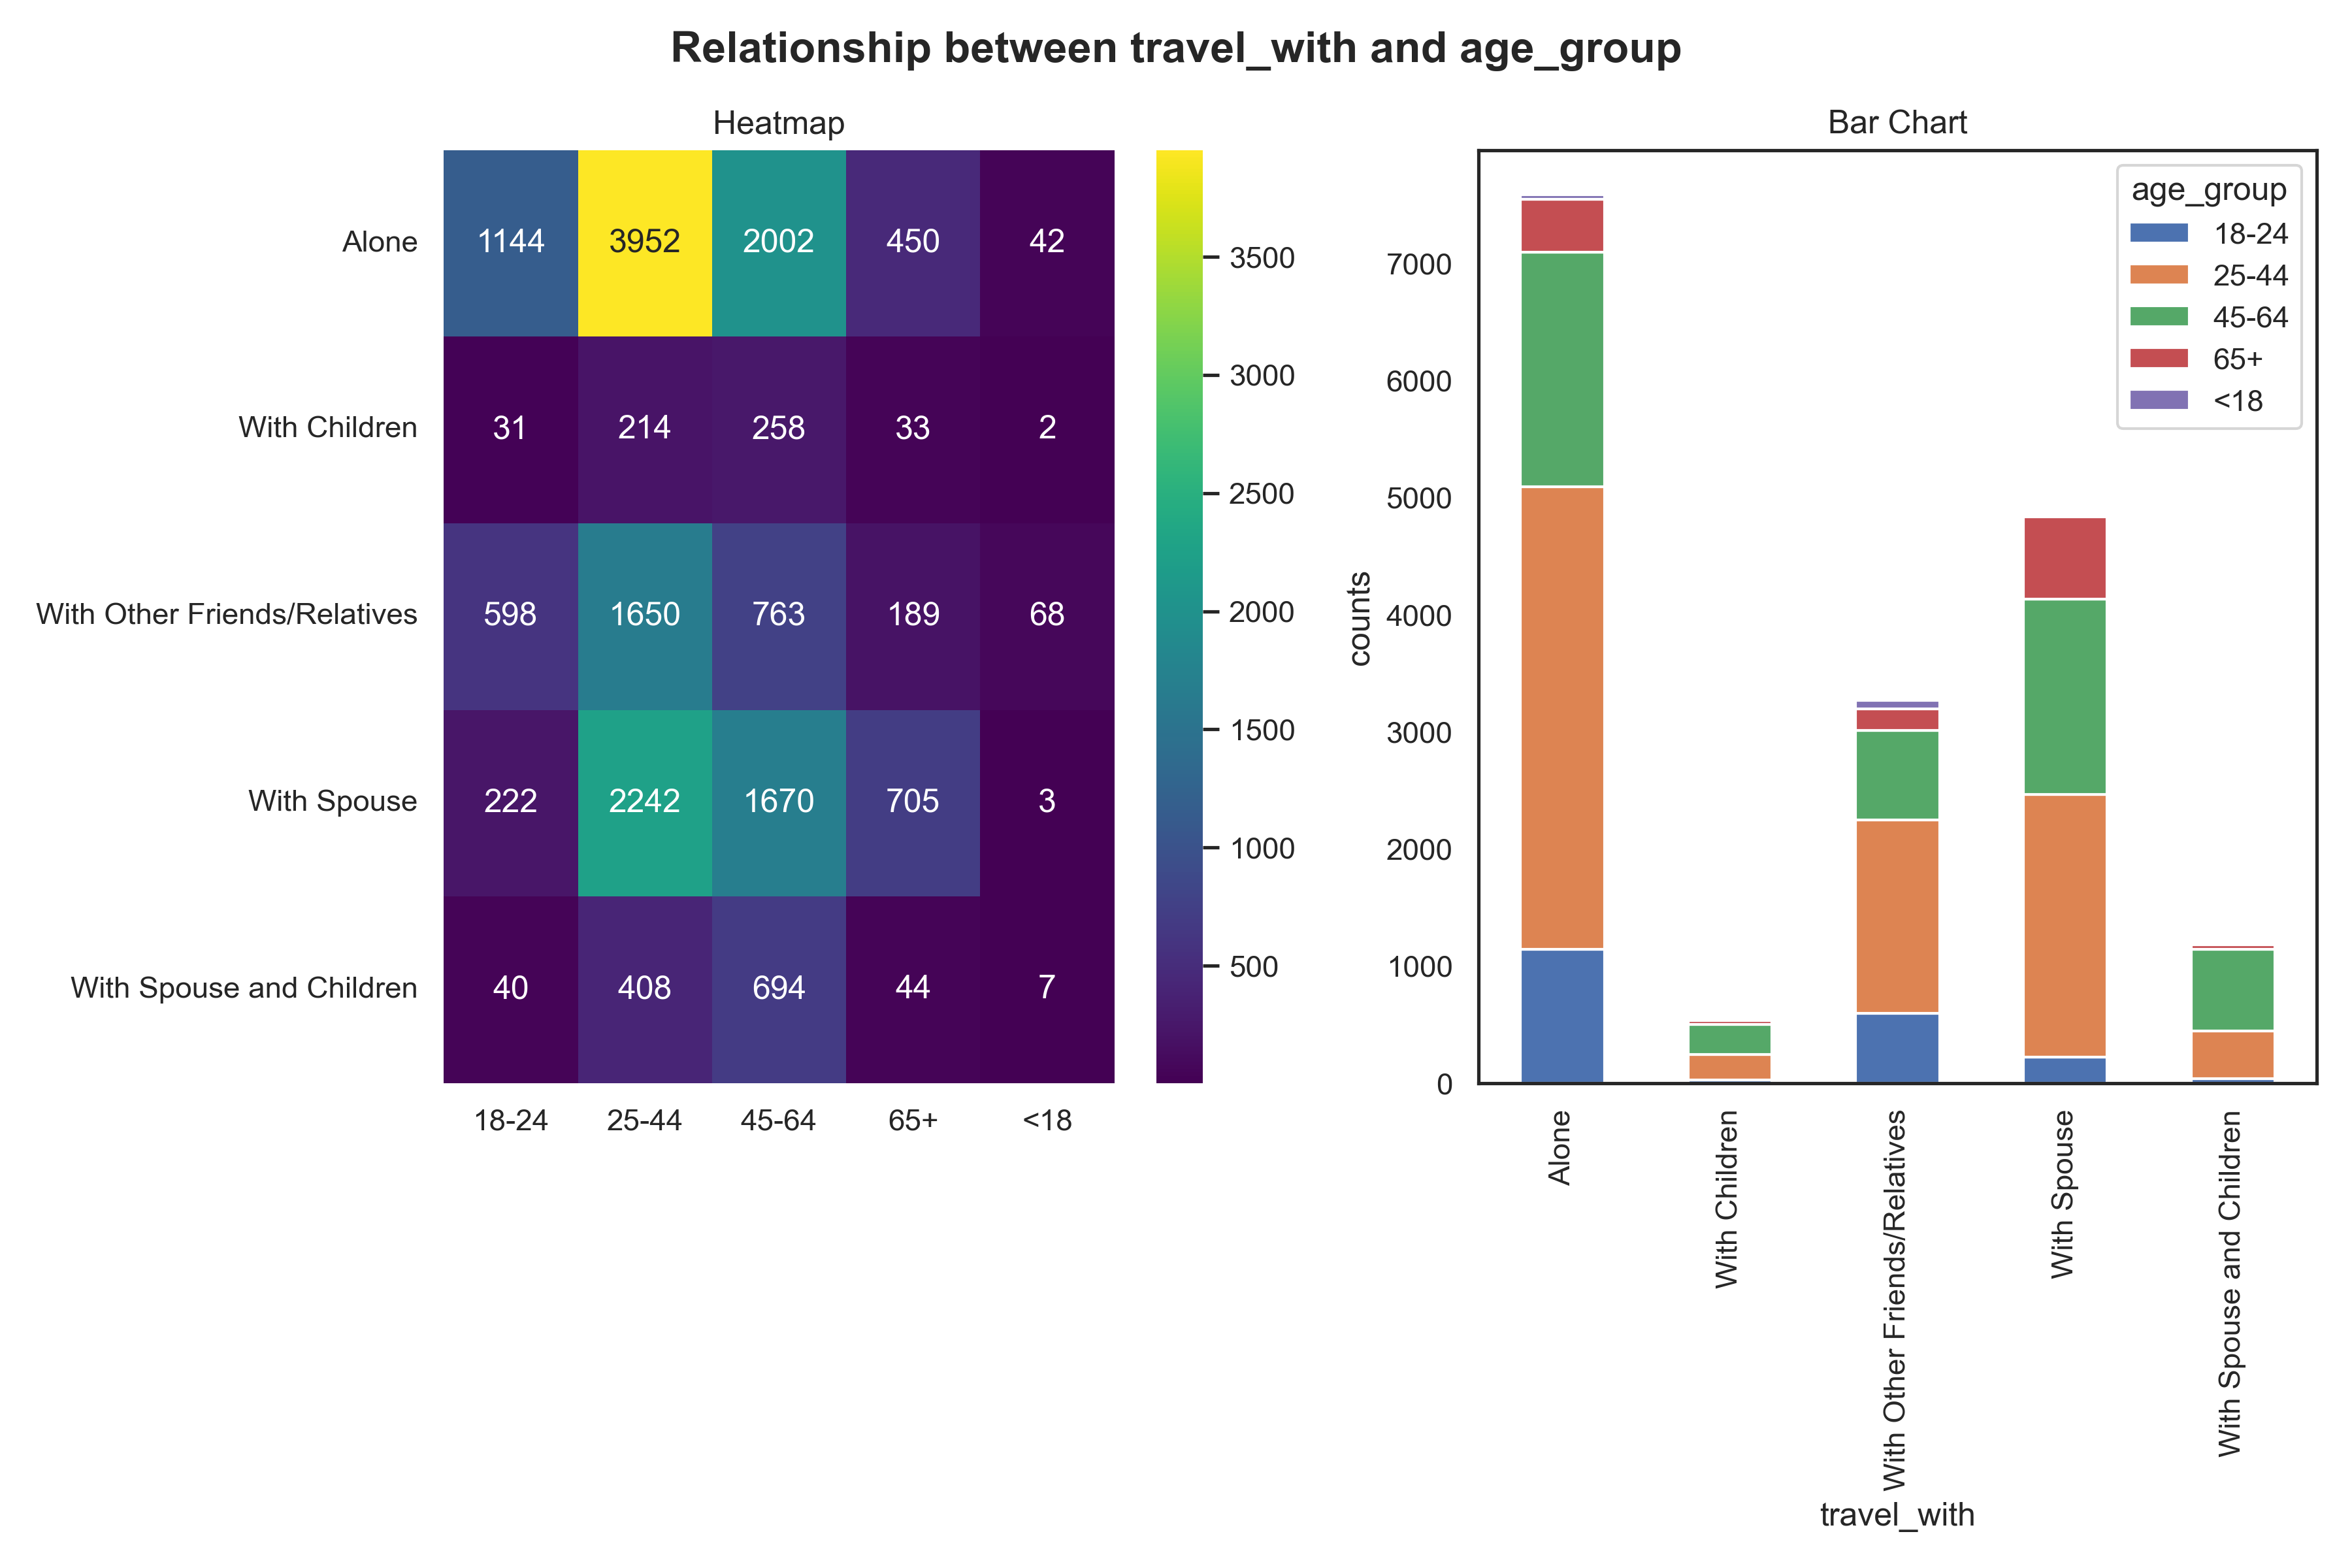 Relationship between travel_with and age_group
Heatmap
Alone
1144 3952 2002 450 42
With Children
31 214 258 33 2
With Other Friends/Relatives
598 1650 763 189 68
With Spouse
222 2242 1670 705 3
With Spouse and Children
40 408 694 44 7
18-24 25-44 45-64 65+ <18
3500
3000
2500
2000
1500
1000
500
Bar Chart
age_group
18-24
25-44
45-64
65+
<18
counts
7000
6000
5000
4000
3000
2000
1000
0
Alone
With Children
With Other Friends/Relatives
With Spouse
With Spouse and Children
travel_with